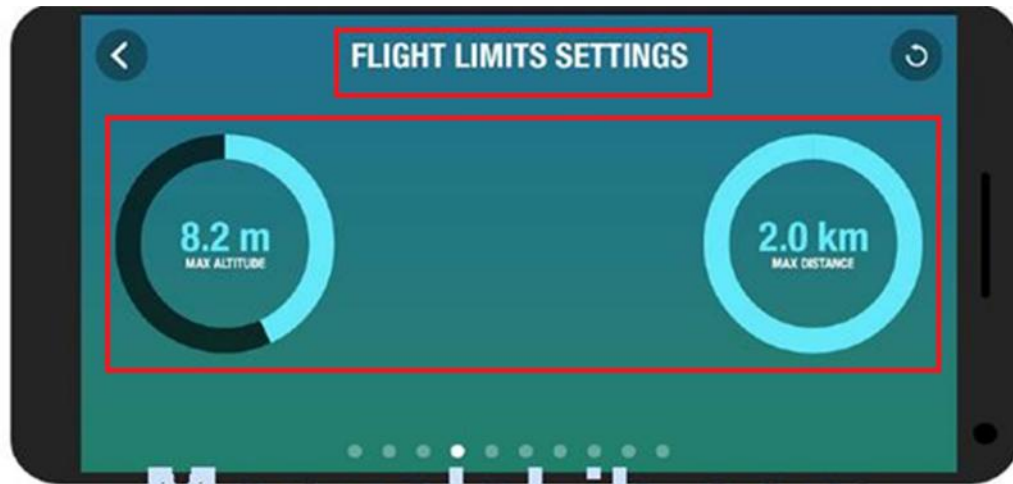 FLIGHT LIMITS SETTINGS
8.2 m
MAX ALTITUDE
2.0 km
MAX DISTANCE